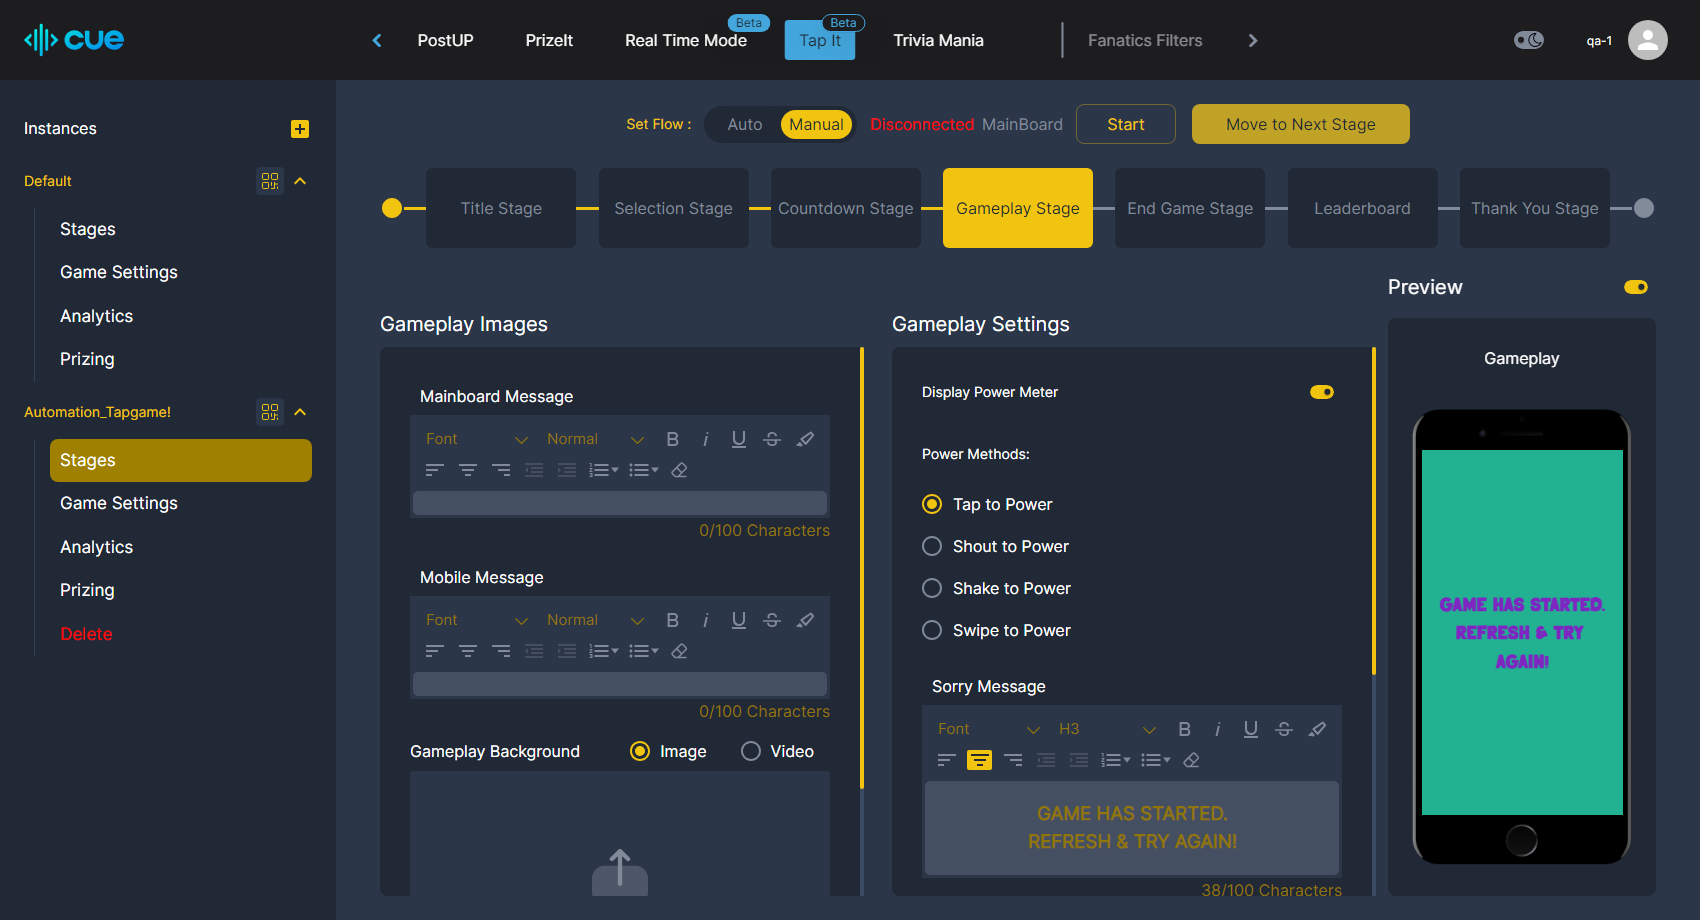 cue
PostUP
PrizeIt
Real Time Mode
Beta
Tap It
Beta
Trivia Mania
Fanatics Filters
qa-1
Instances
Default
Stages
Game Settings
Analytics
Prizing
Automation_Tapgame!
Stages
Game Settings
Analytics
Prizing
Delete
Set Flow :
Auto
Manual
Disconnected MainBoard
Start
Move to Next Stage
Title Stage
Selection Stage
Countdown Stage
Gameplay Stage
End Game Stage
Leaderboard
Thank You Stage
Gameplay Images
Mainboard Message
Font
Normal
0/100 Characters
Mobile Message
Font
Normal
0/100 Characters
Gameplay Background
Image
Video
Gameplay Settings
Display Power Meter
Power Methods:
Tap to Power
Shout to Power
Shake to Power
Swipe to Power
Sorry Message
Font
H3
GAME HAS STARTED.
REFRESH & TRY AGAIN!
38/100 Characters
Preview
Gameplay
GAME HAS STARTED.
REFRESH & TRY
AGAIN!